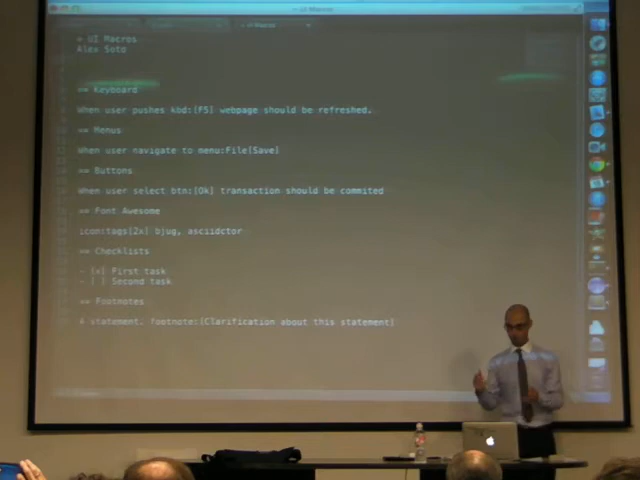 UI Macros
= UI Macros
Alex Soto
== Keyboard
When user pushes kbd:[F5] webpage should be refreshed.
== Menus
When user navigate to menu:File[Save]
== Buttons
When user select btn:[Ok] transaction should be commited
== Font Awesome
icon:tags[2x] bjug, asciidctor
== Checklists
- [x] First task
- [ ] Second task
== Footnotes
A statement. footnote:[Clarification about this statement]